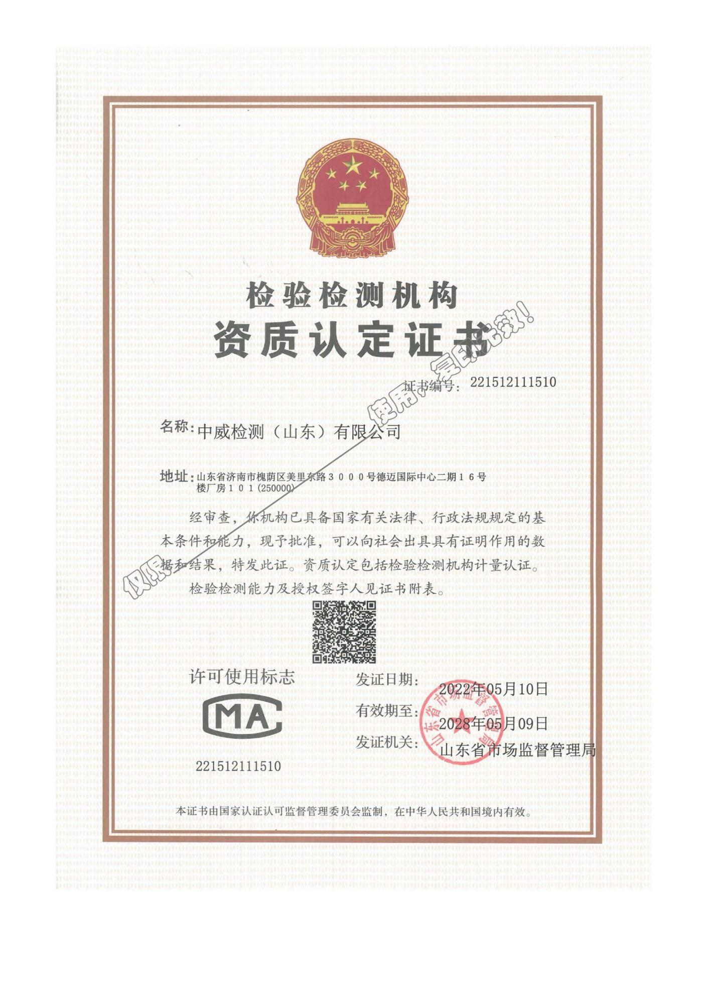 检验检测机构
资质认定证书
证书编号：221512111510
名称：中威检测（山东）有限公司
地址：山东省济南市槐荫区美里东路３０００号德迈国际中心二期１６号
楼厂房１０１(250000)
经审查，你机构已具备国家有关法律、行政法规规定的基
本条件和能力，现予批准，可以向社会出具具有证明作用的数
据和结果，特发此证。资质认定包括检验检测机构计量认证。
检验检测能力及授权签字人见证书附表。
仅限 使用，复印无效！
许可使用标志
MA
221512111510
发证日期：2022年05月10日
有效期至：2028年05月09日
发证机关：山东省市场监督管理局
山东省市场监督管理局
本证书由国家认证认可监督管理委员会监制，在中华人民共和国境内有效。